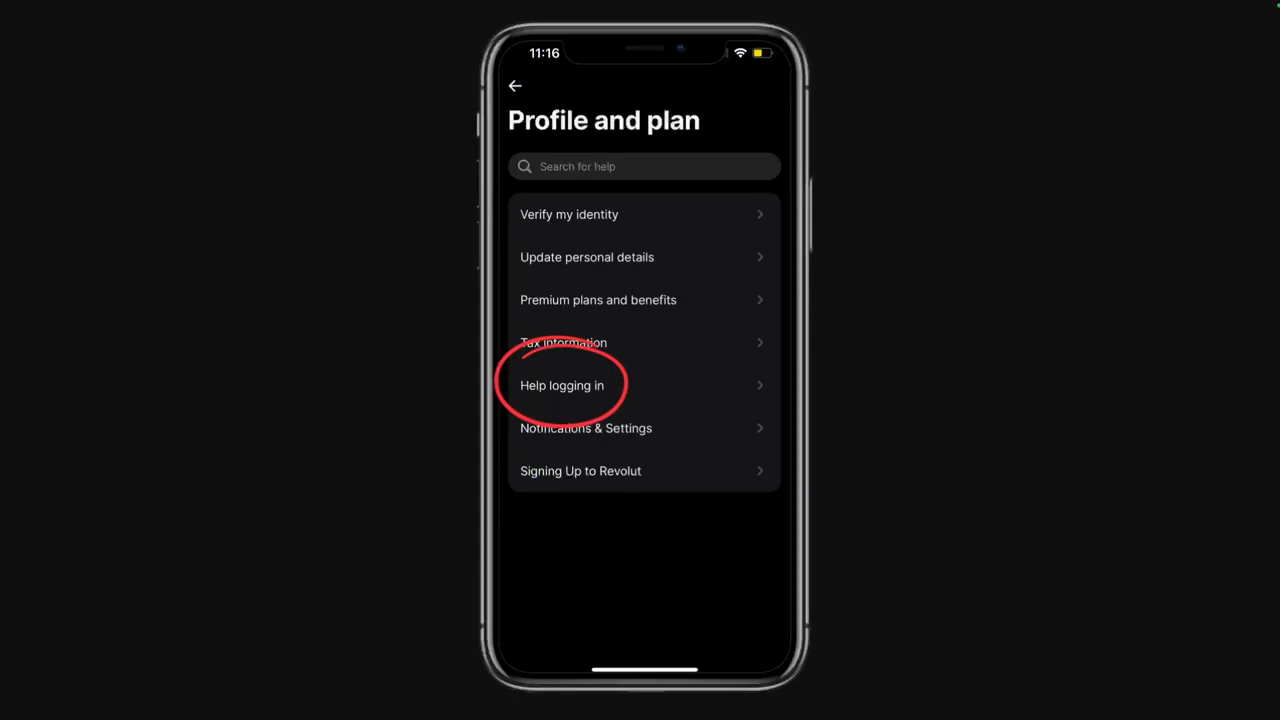 11:16
Profile and plan
Search for help
Verify my identity
Update personal details
Premium plans and benefits
Tax information
Help logging in
Notifications & Settings
Signing Up to Revolut